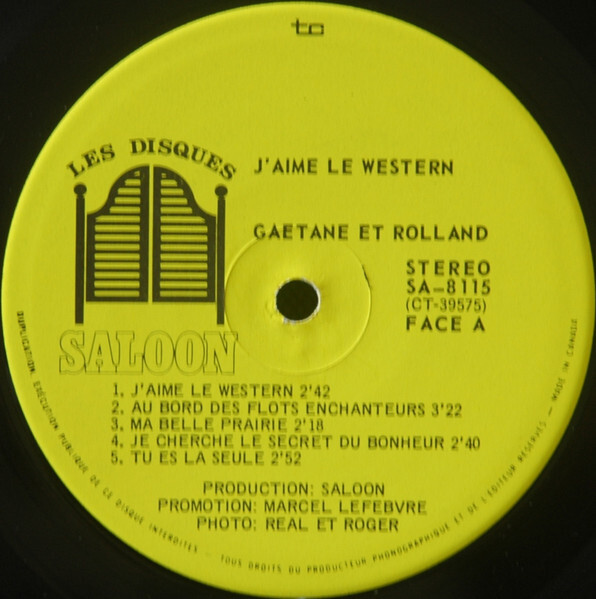 tc
LES DISQUES
SALOON
J'AIME LE WESTERN
GAETANE ET ROLLAND
STEREO
SA-8115
(CT-39575)
FACE A
1. J'AIME LE WESTERN 2'42
2. AU BORD DES FLOTS ENCHANTEURS 3'22
3. MA BELLE PRAIRIE 2'18
4. JE CHERCHE LE SECRET DU BONHEUR 2'40
5. TU ES LA SEULE 2'52
PRODUCTION: SALOON
PROMOTION: MARCEL LEFEBVRE
PHOTO: REAL ET ROGER
DUPLICATION, EXÉCUTION PUBLIQUE DE CE DISQUE INTERDITES - TOUS DROITS DU PRODUCTEUR PHONOGRAPHIQUE ET DE L'ÉDITEUR RÉSERVÉS - MADE IN CANADA